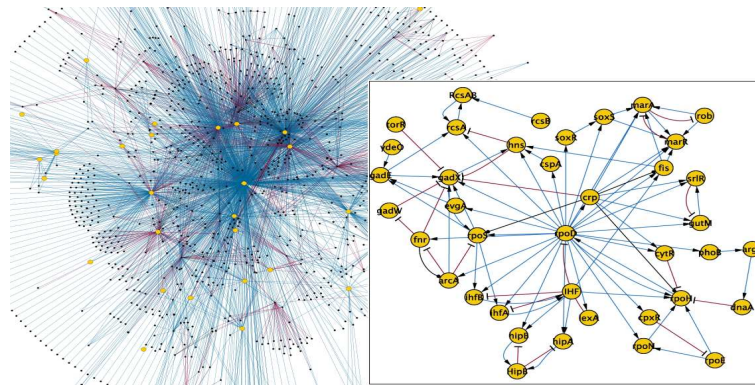 RcsAB
marA
torR
rcsB
soxS
rob
rcsA
soxR
ydeO
hns
marR
cspA
gadE
gadX
fis
srlR
evgA
crp
gadW
gutM
rpoS
rpoD
fnr
cytR
phoB
arg
arcA
IHF
ihfB
rpoH
dnaA
ihfA
lexA
cpxR
hipB
hipA
rpoN
rpoE
HipB